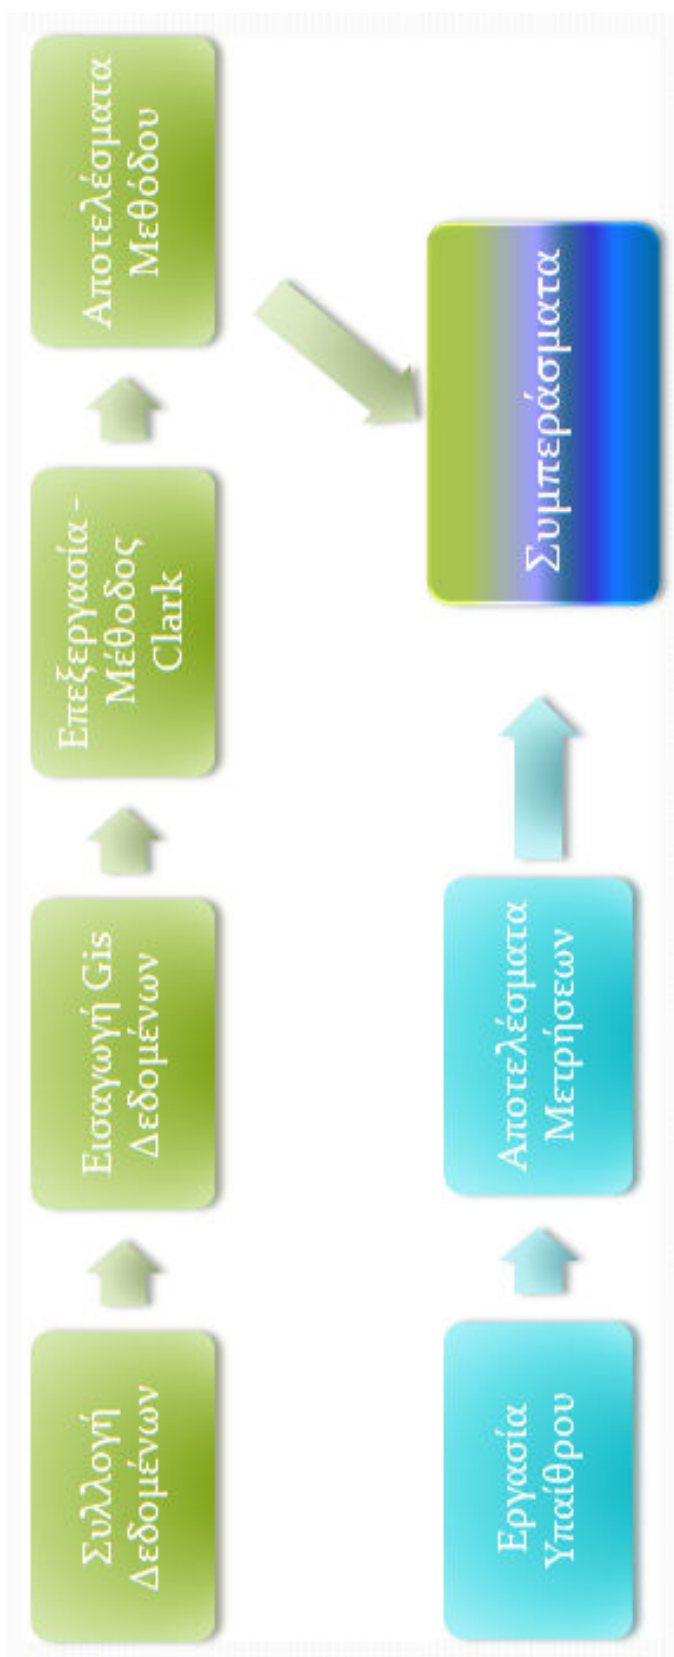 Συλλογή
Δεδομένων
Εισαγωγή Gis
Δεδομένων
Επεξεργασία -
Μέθοδος
Clark
Αποτελέσματα
Μεθόδου
Εργασία
Υπαίθρου
Αποτελέσματα
Μετρήσεων
Συμπεράσματα